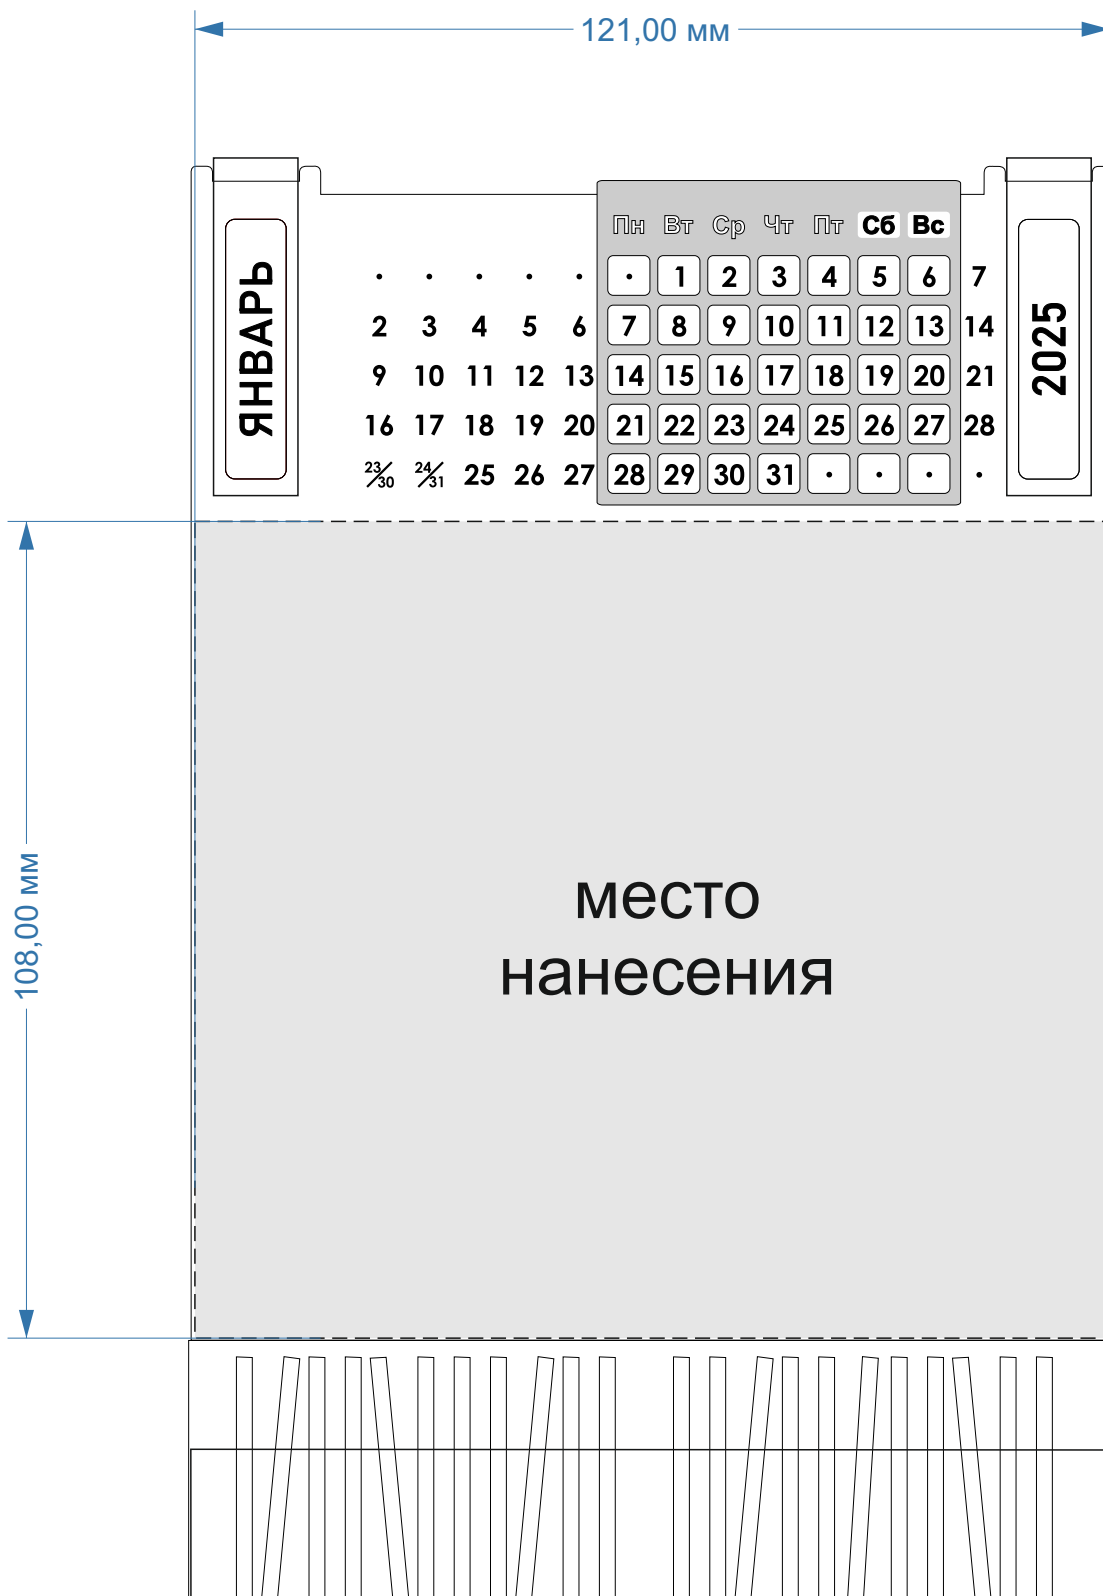 121,00 мм
Пн Вт Ср Чт Пт Сб Вс
· · · · · · 1 2 3 4 5 6 7
2 3 4 5 6 7 8 9 10 11 12 13 14
9 10 11 12 13 14 15 16 17 18 19 20 21
16 17 18 19 20 21 22 23 24 25 26 27 28
23/30 24/31 25 26 27 28 29 30 31 · · · ·
ЯНВАРЬ
2025
108,00 мм
место
нанесения